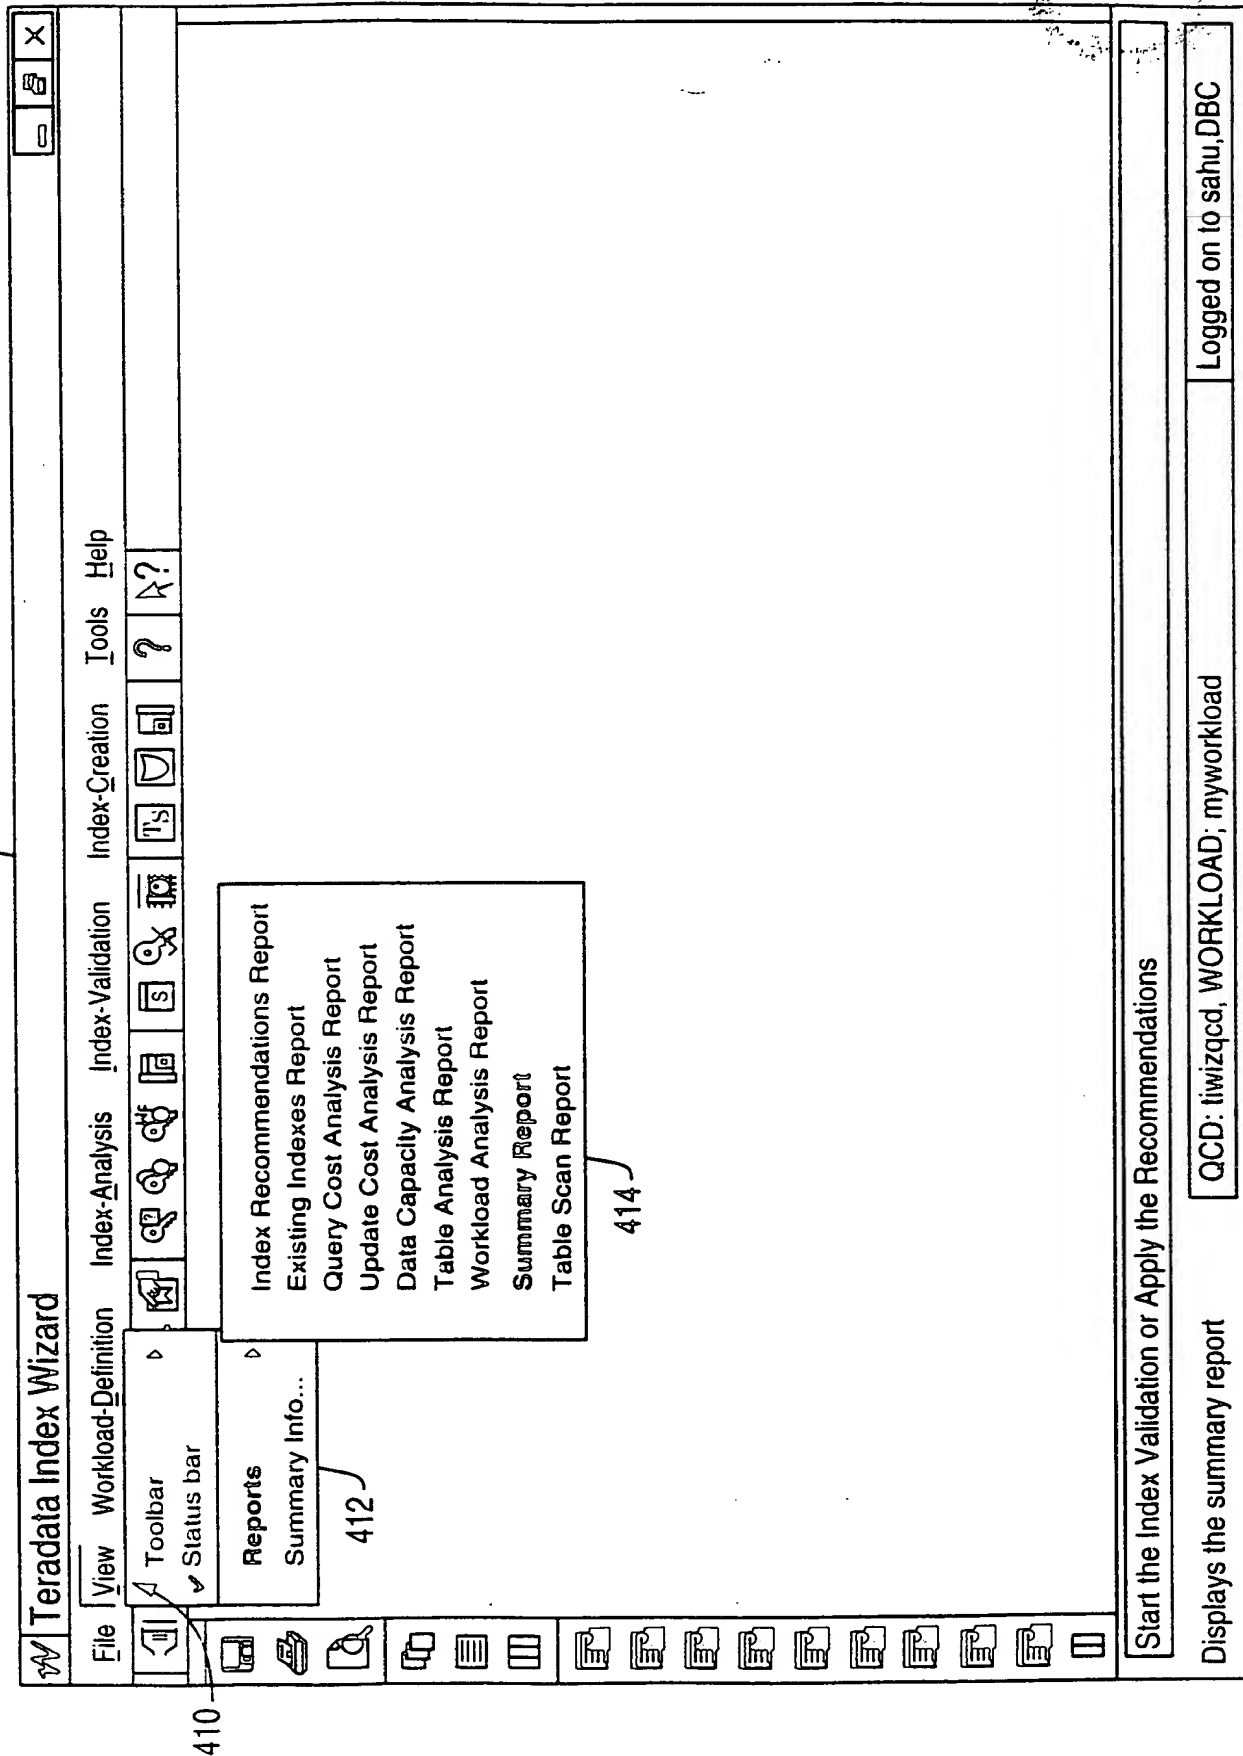 Teradata Index Wizard
File View Workload-Definition Index-Analysis Index-Validation Index-Creation Tools Help
?
?
S
Ts
Toolbar
Status bar
Reports
Summary Info...
Index Recommendations Report
Existing Indexes Report
Query Cost Analysis Report
Update Cost Analysis Report
Data Capacity Analysis Report
Table Analysis Report
Workload Analysis Report
Summary Report
Table Scan Report
410
412
414
Start the Index Validation or Apply the Recommendations
Displays the summary report
QCD: tiwizqcd, WORKLOAD; myworkload
Logged on to sahu,DBC